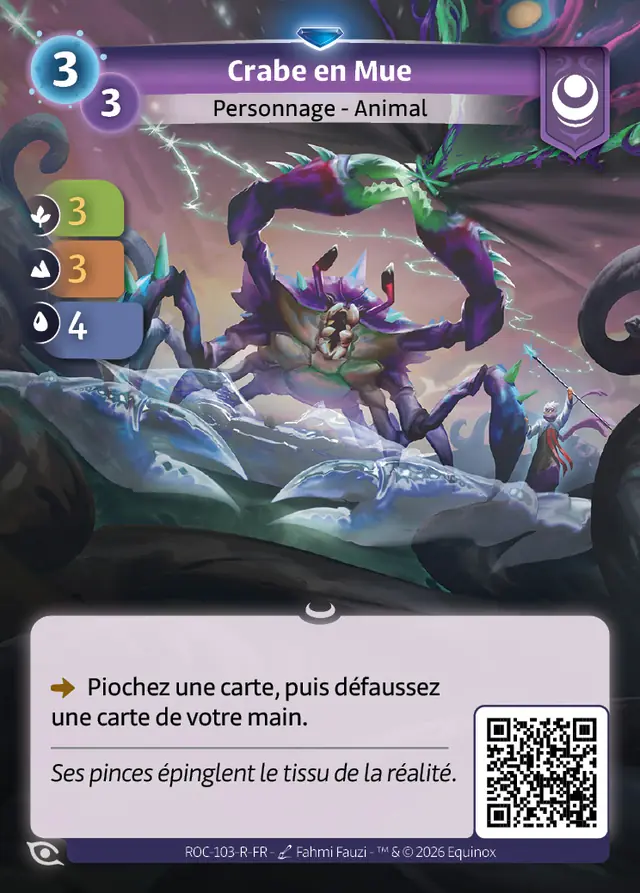 3
3
Crabe en Mue
Personnage - Animal
3
3
4
Piochez une carte, puis défaussez
une carte de votre main.
Ses pinces épinglent le tissu de la réalité.
ROC-103-R-FR - Fahmi Fauzi - ™ & © 2026 Equinox